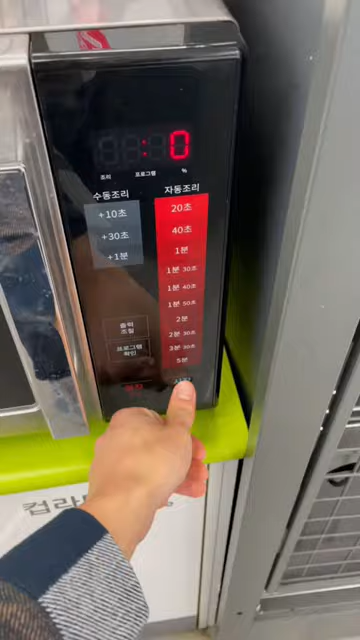 :0
조리 프로그램 %
수동조리 자동조리
+10초
+30초
+1분
20초
40초
1분
1분 30초
1분 40초
1분 50초
2분
2분 30초
3분 30초
5분
출력
조절
프로그램
확인
컵라